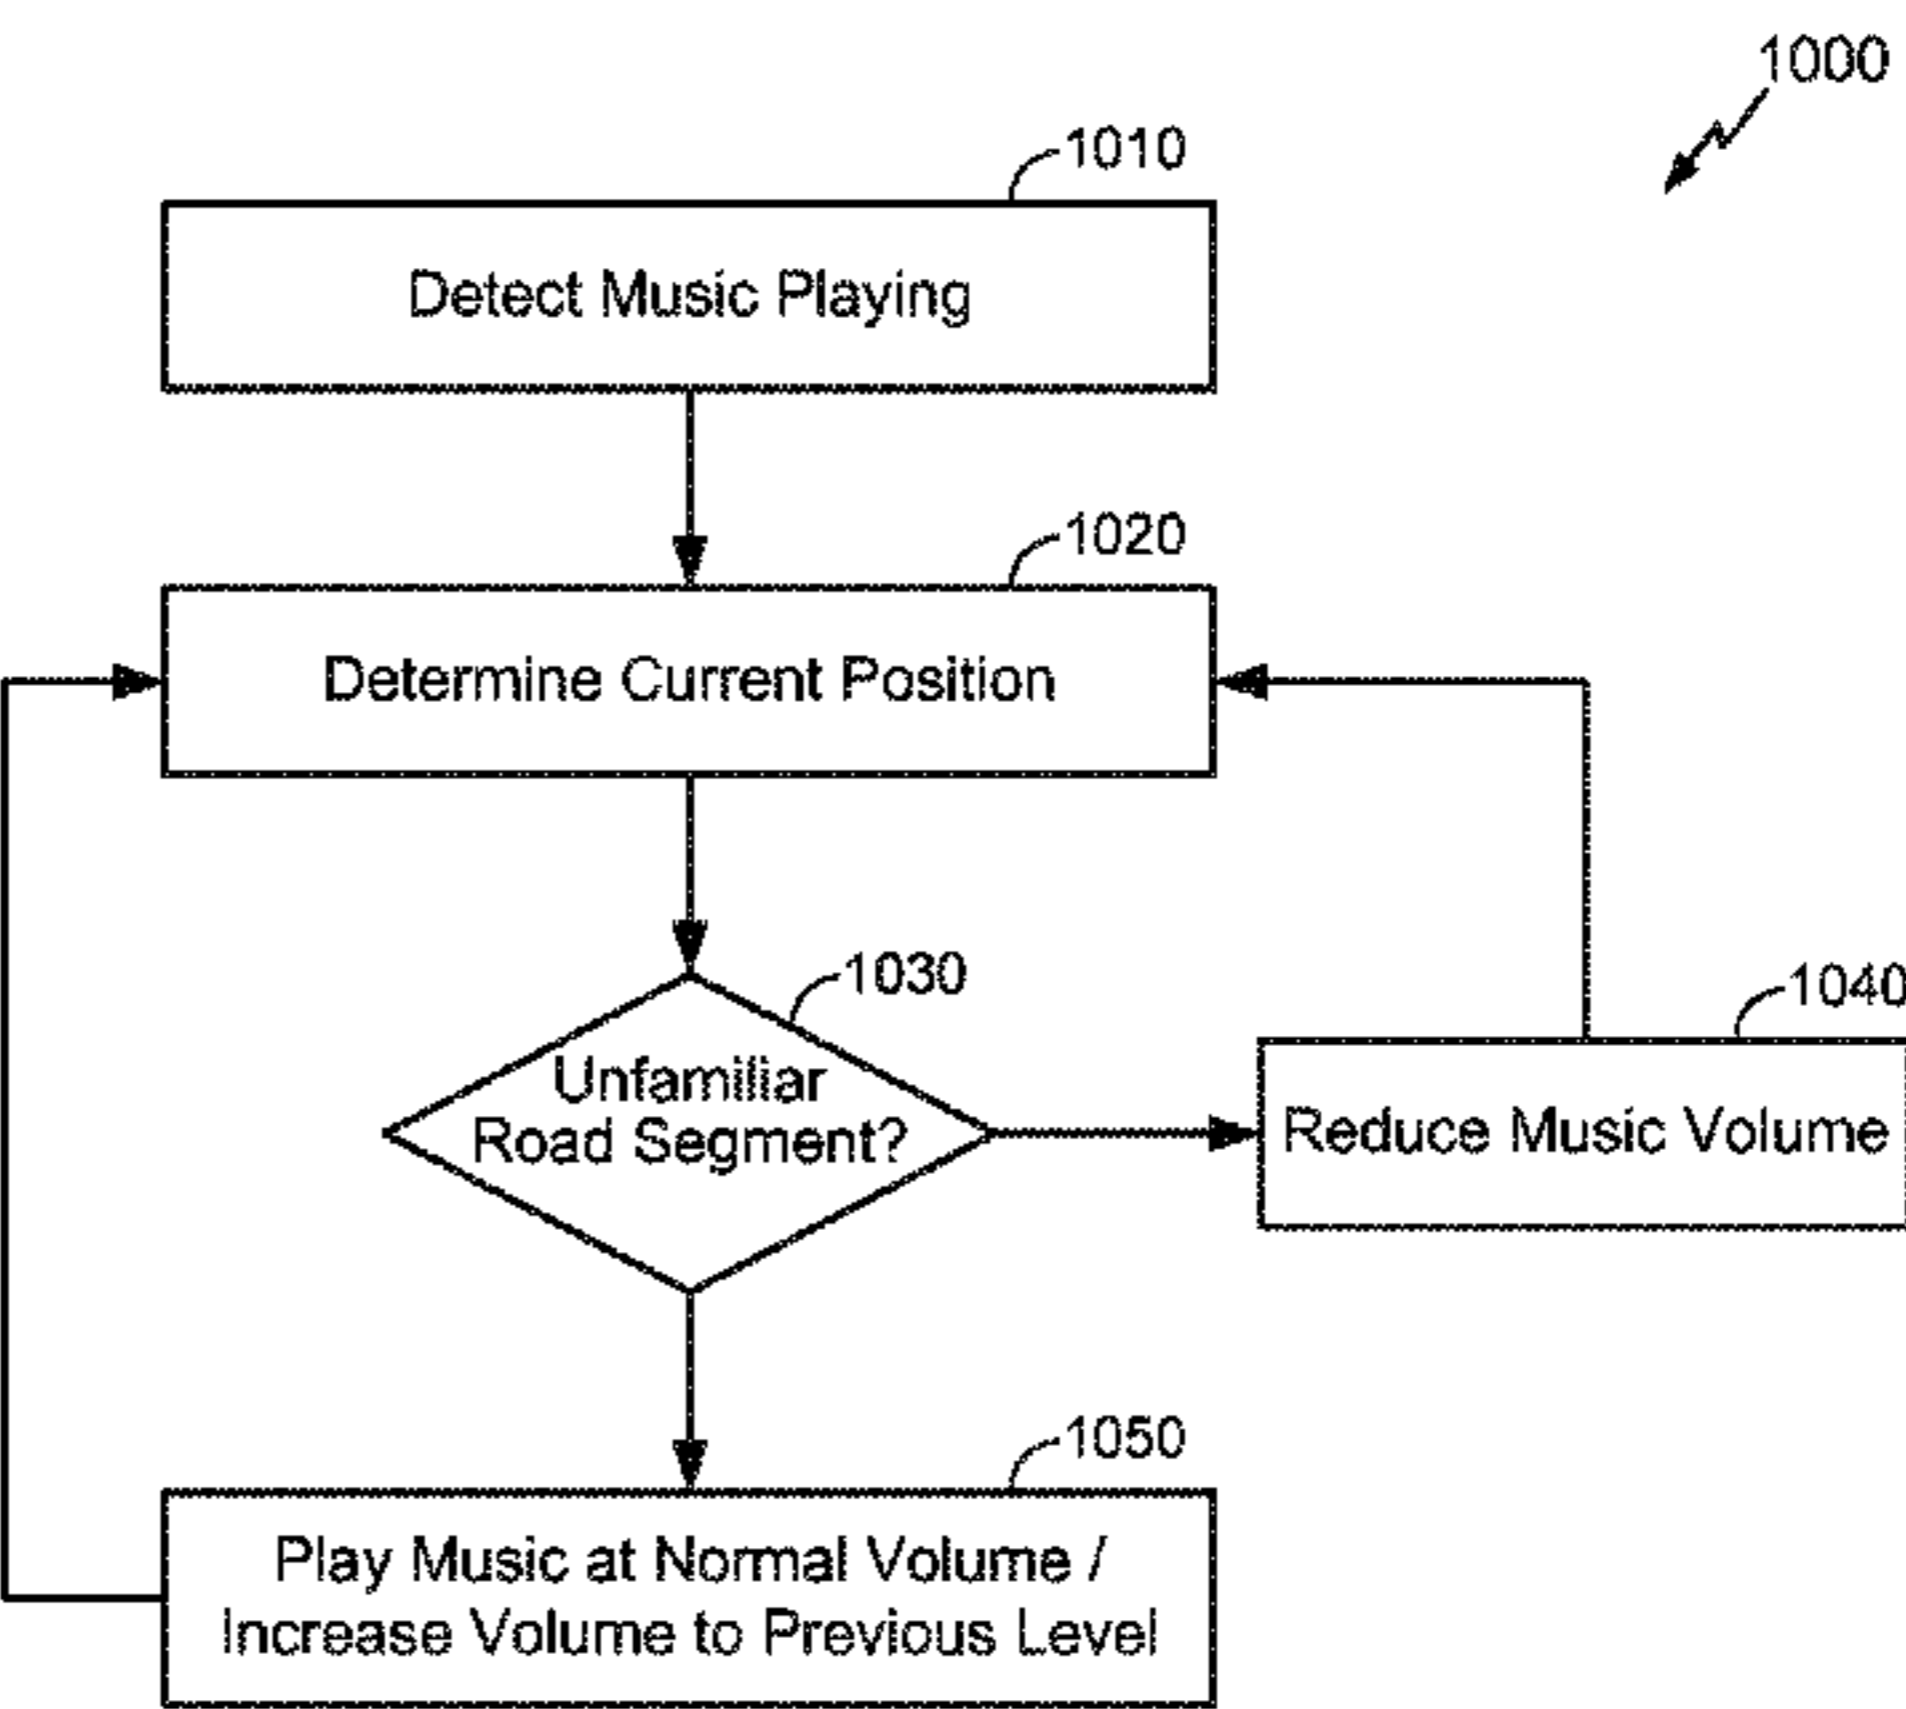 1000
1010
Detect Music Playing
1020
Determine Current Position
1030
Unfamiliar
Road Segment?
1040
Reduce Music Volume
1050
Play Music at Normal Volume /
Increase Volume to Previous Level